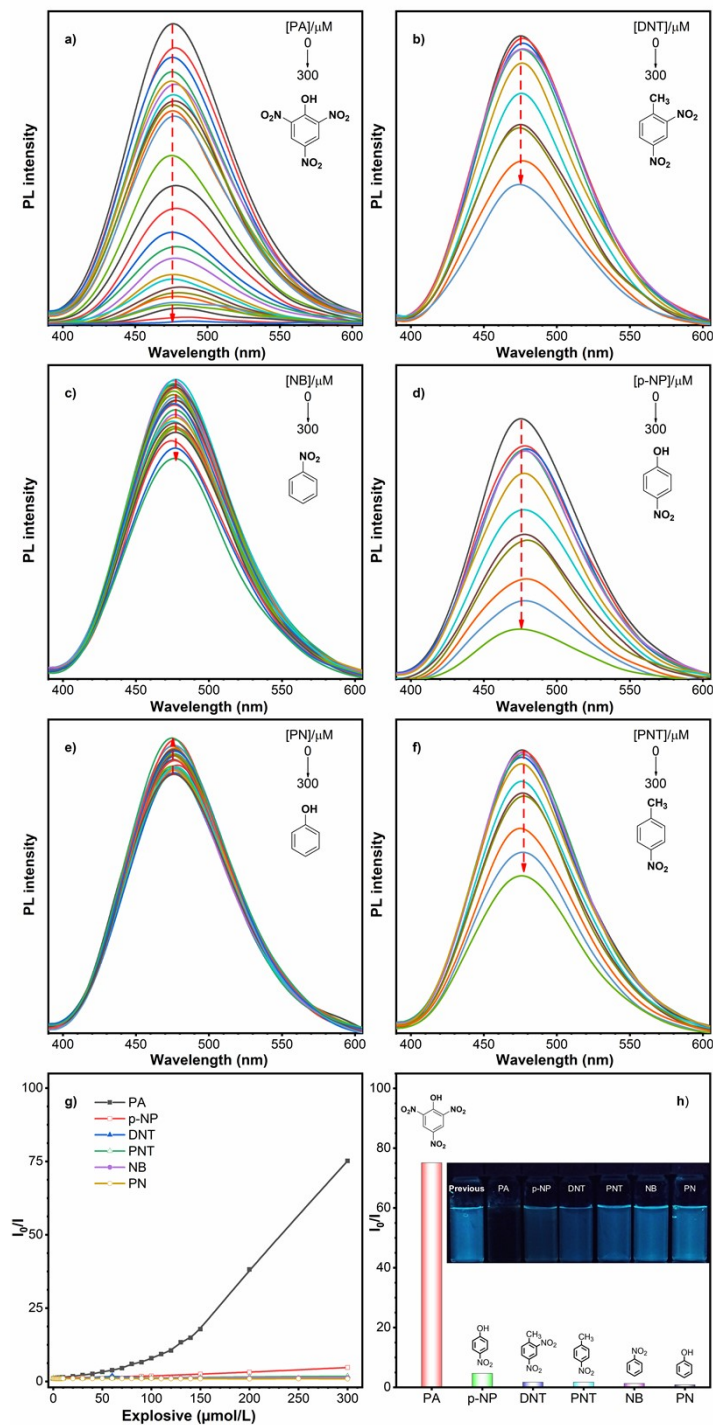 a)
[PA]/μM
0
300
OH
O₂N
NO₂
NO₂
PL intensity
400
450
500
550
600
Wavelength (nm)
b)
[DNT]/μM
0
300
CH₃
NO₂
NO₂
PL intensity
400
450
500
550
600
Wavelength (nm)
c)
[NB]/μM
0
300
NO₂
PL intensity
400
450
500
550
600
Wavelength (nm)
d)
[p-NP]/μM
0
300
OH
NO₂
PL intensity
400
450
500
550
600
Wavelength (nm)
e)
[PN]/μM
0
300
OH
PL intensity
400
450
500
550
600
Wavelength (nm)
f)
[PNT]/μM
0
300
CH₃
NO₂
PL intensity
400
450
500
550
600
Wavelength (nm)
g)
PA
p-NP
DNT
PNT
NB
PN
I₀/I
100
75
50
25
0
0
50
100
150
200
250
300
Explosive (μmol/L)
h)
OH
O₂N
NO₂
NO₂
I₀/I
100
80
60
40
20
0
Previous PA p-NP DNT PNT NB PN
OH
NO₂
CH₃
NO₂
NO₂
CH₃
NO₂
NO₂
OH
PA p-NP DNT PNT NB PN